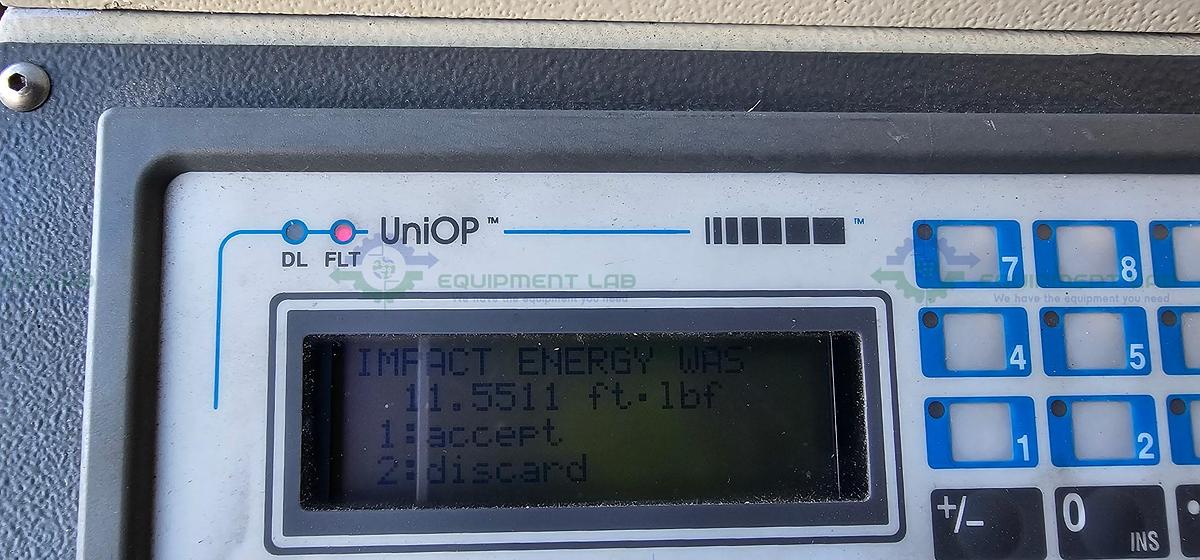 UniOP™
™
DL FLT
EQUIPMENT LAB
We have the equipment you need
We have the equipment you need
IMPACT ENERGY WAS
11.5511 ft·lbf
1:accept
2:discard
7
8
4
5
1
2
+/-
0
INS